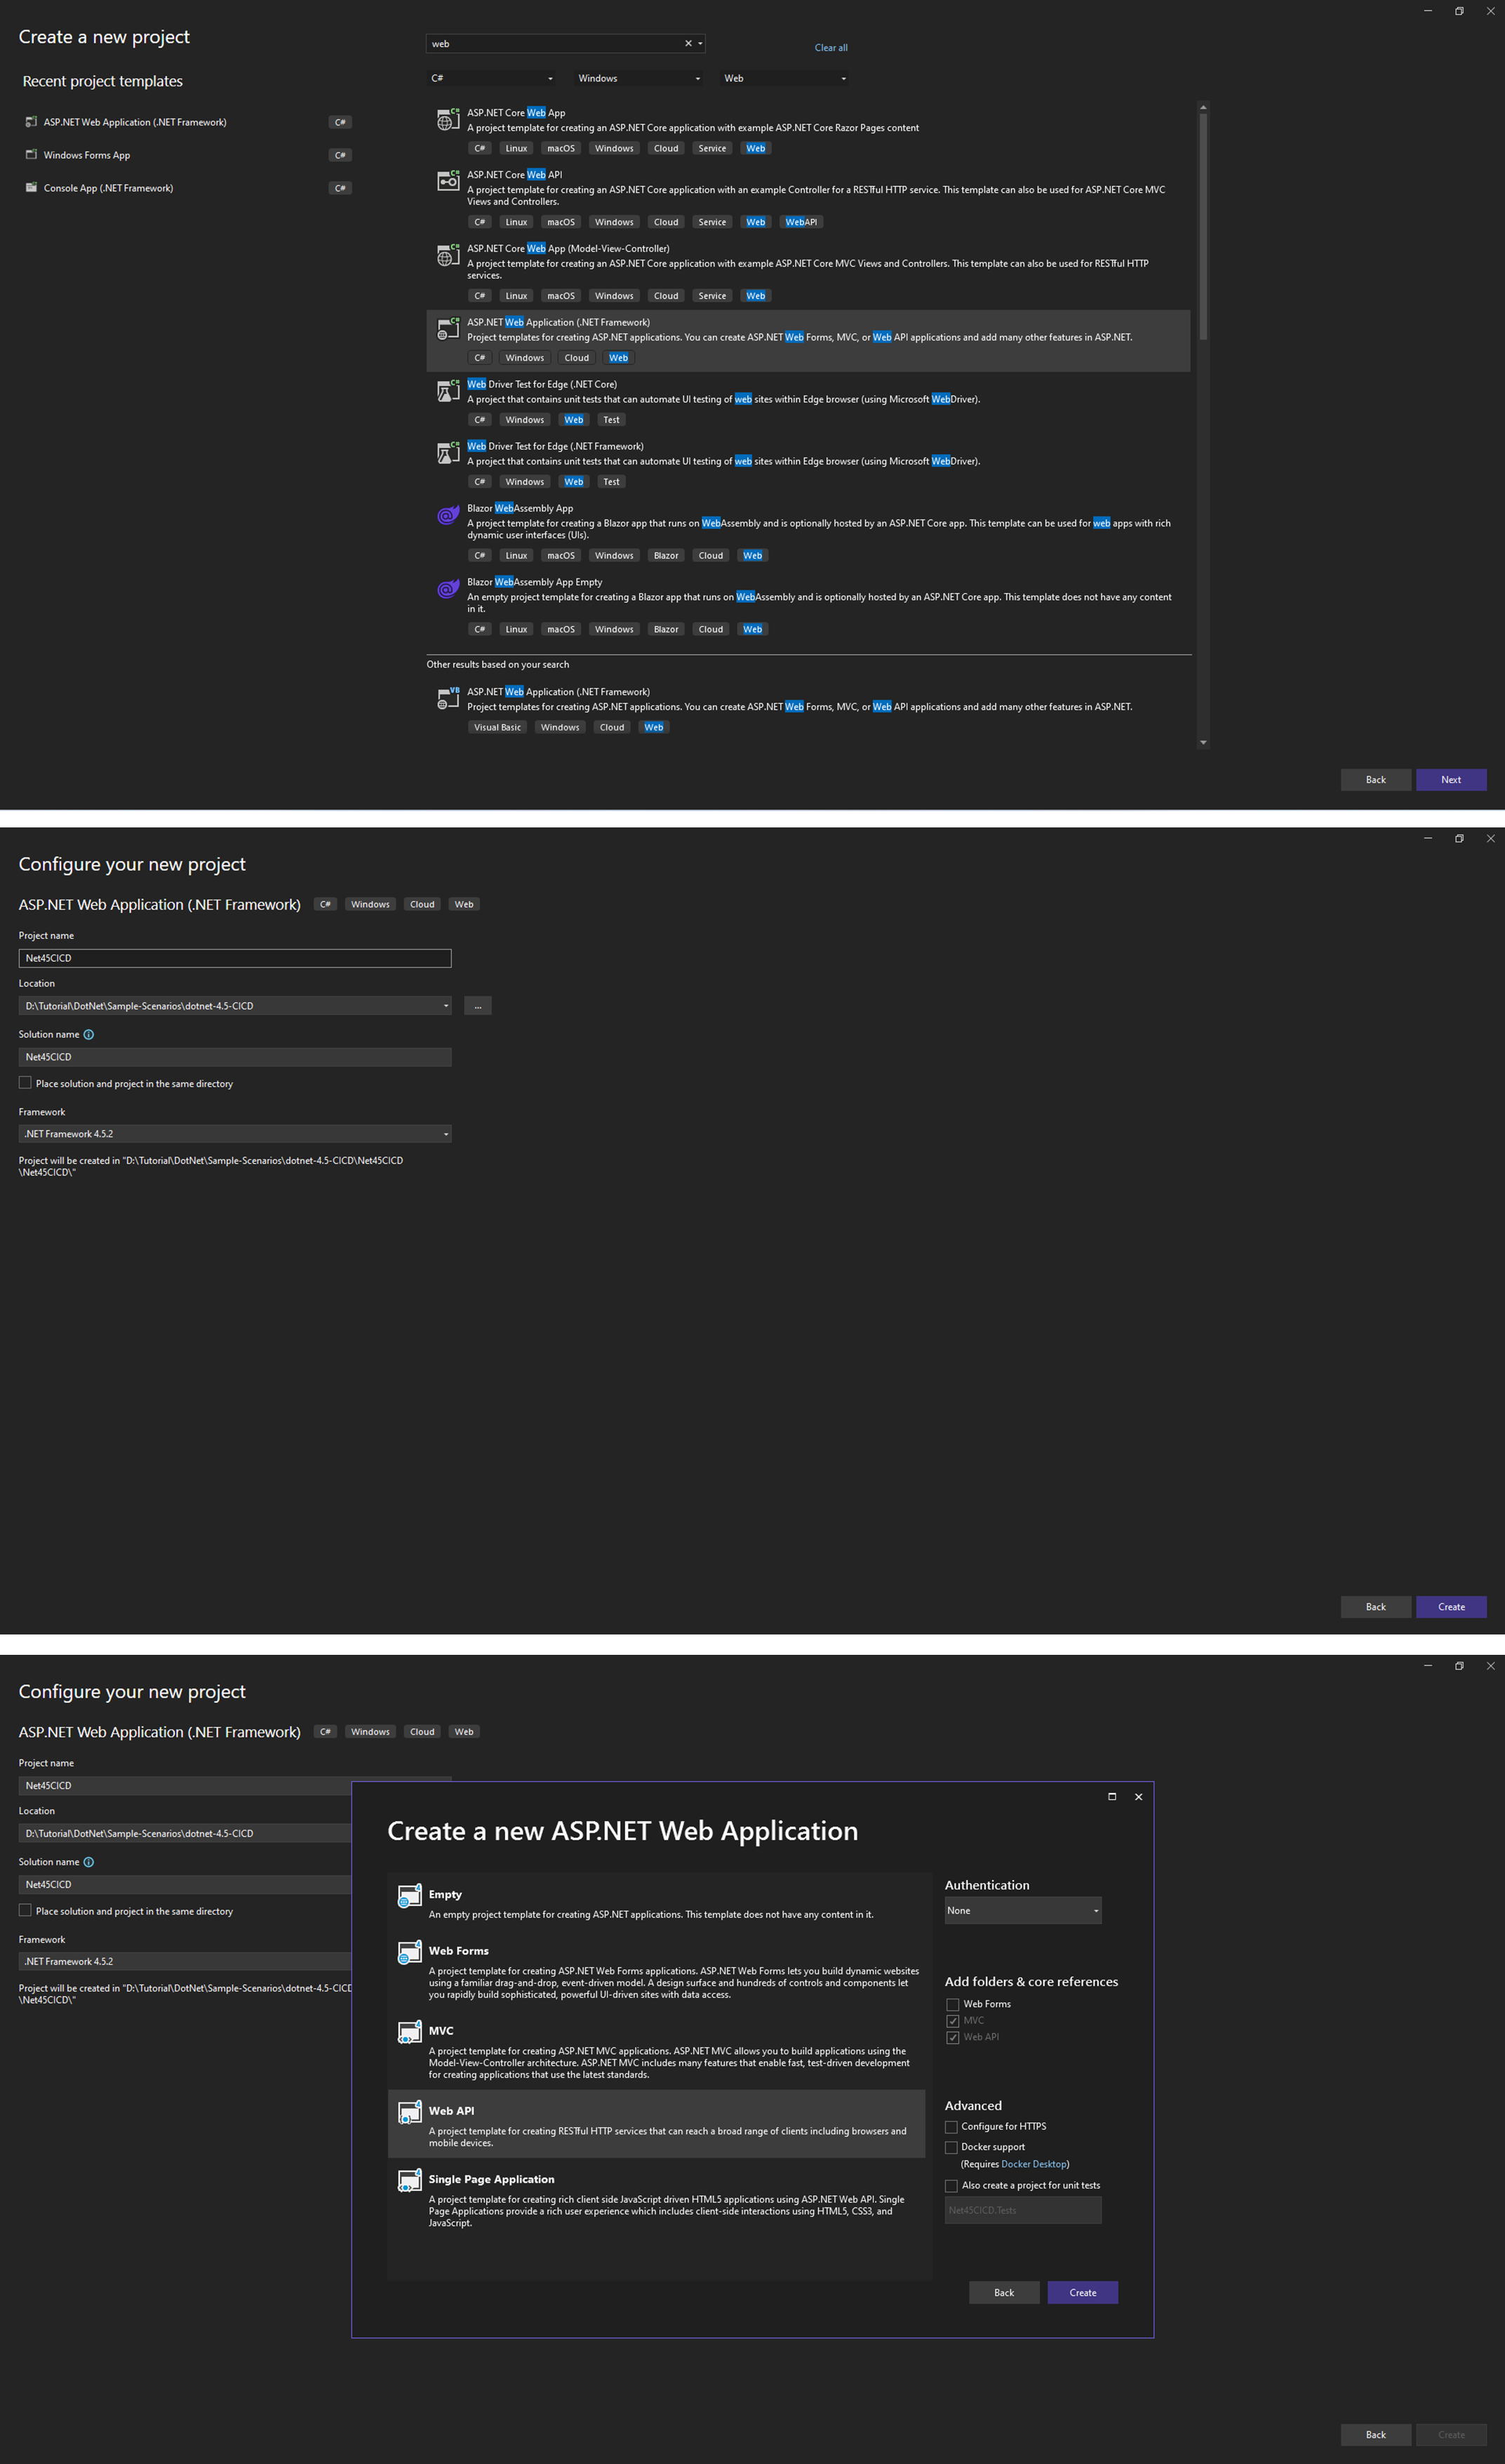 Create a new project
Recent project templates
ASP.NET Web Application (.NET Framework) C#
Windows Forms App C#
Console App (.NET Framework) C#
web
Clear all
C# Windows Web
ASP.NET Core Web App
A project template for creating an ASP.NET Core application with example ASP.NET Core Razor Pages content
C# Linux macOS Windows Cloud Service Web
ASP.NET Core Web API
A project template for creating an ASP.NET Core application with an example Controller for a RESTful HTTP service. This template can also be used for ASP.NET Core MVC
Views and Controllers.
C# Linux macOS Windows Cloud Service Web WebAPI
ASP.NET Core Web App (Model-View-Controller)
A project template for creating an ASP.NET Core application with example ASP.NET Core MVC Views and Controllers. This template can also be used for RESTful HTTP
services.
C# Linux macOS Windows Cloud Service Web
ASP.NET Web Application (.NET Framework)
Project templates for creating ASP.NET applications. You can create ASP.NET Web Forms, MVC, or Web API applications and add many other features in ASP.NET.
C# Windows Cloud Web
Web Driver Test for Edge (.NET Core)
A project that contains unit tests that can automate UI testing of web sites within Edge browser (using Microsoft WebDriver).
C# Windows Web Test
Web Driver Test for Edge (.NET Framework)
A project that contains unit tests that can automate UI testing of web sites within Edge browser (using Microsoft WebDriver).
C# Windows Web Test
Blazor WebAssembly App
A project template for creating a Blazor app that runs on WebAssembly and is optionally hosted by an ASP.NET Core app. This template can be used for web apps with rich
dynamic user interfaces (UIs).
C# Linux macOS Windows Blazor Cloud Web
Blazor WebAssembly App Empty
An empty project template for creating a Blazor app that runs on WebAssembly and is optionally hosted by an ASP.NET Core app. This template does not have any content
in it.
C# Linux macOS Windows Blazor Cloud Web
Other results based on your search
ASP.NET Web Application (.NET Framework)
Project templates for creating ASP.NET applications. You can create ASP.NET Web Forms, MVC, or Web API applications and add many other features in ASP.NET.
Visual Basic Windows Cloud Web
Back Next
Configure your new project
ASP.NET Web Application (.NET Framework) C# Windows Cloud Web
Project name
Net45CICD
Location
D:\Tutorial\DotNet\Sample-Scenarios\dotnet-4.5-CICD ...
Solution name
Net45CICD
Place solution and project in the same directory
Framework
.NET Framework 4.5.2
Project will be created in "D:\Tutorial\DotNet\Sample-Scenarios\dotnet-4.5-CICD\Net45CICD
\Net45CICD\"
Back Create
Configure your new project
ASP.NET Web Application (.NET Framework) C# Windows Cloud Web
Project name
Net45CICD
Location
D:\Tutorial\DotNet\Sample-Scenarios\dotnet-4.5-CICD
Solution name
Net45CICD
Place solution and project in the same directory
Framework
.NET Framework 4.5.2
Project will be created in "D:\Tutorial\DotNet\Sample-Scenarios\dotnet-4.5-CICD
\Net45CICD\"
Create a new ASP.NET Web Application
Empty
An empty project template for creating ASP.NET applications. This template does not have any content in it.
Web Forms
A project template for creating ASP.NET Web Forms applications. ASP.NET Web Forms lets you build dynamic websites
using a familiar drag-and-drop, event-driven model. A design surface and hundreds of controls and components let
you rapidly build sophisticated, powerful UI-driven sites with data access.
MVC
A project template for creating ASP.NET MVC applications. ASP.NET MVC allows you to build applications using the
Model-View-Controller architecture. ASP.NET MVC includes many features that enable fast, test-driven development
for creating applications that use the latest standards.
Web API
A project template for creating RESTful HTTP services that can reach a broad range of clients including browsers and
mobile devices.
Single Page Application
A project template for creating rich client side JavaScript driven HTML5 applications using ASP.NET Web API. Single
Page Applications provide a rich user experience which includes client-side interactions using HTML5, CSS3, and
JavaScript.
Authentication
None
Add folders & core references
Web Forms
MVC
Web API
Advanced
Configure for HTTPS
Docker support
(Requires Docker Desktop)
Also create a project for unit tests
Net45CICD.Tests
Back Create
Back Create